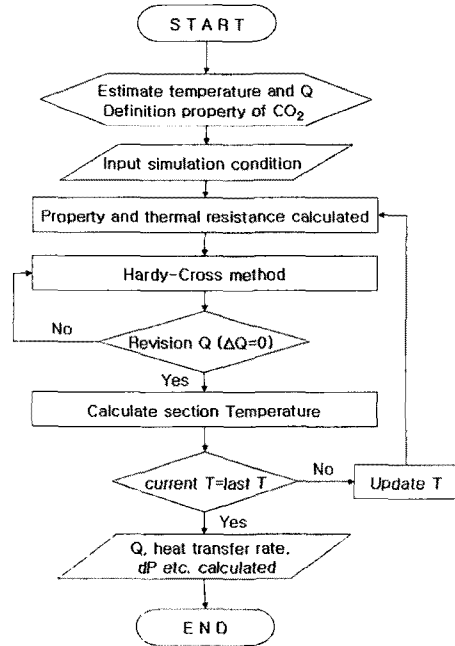 START
Estimate temperature and Q
Definition property of CO₂
Input simulation condition
Property and thermal resistance calculated
Hardy-Cross method
No
Revision Q (ΔQ=0)
Yes
Calculate section Temperature
current T=last T
No
Update T
Yes
Q, heat transfer rate,
dP etc. calculated
END